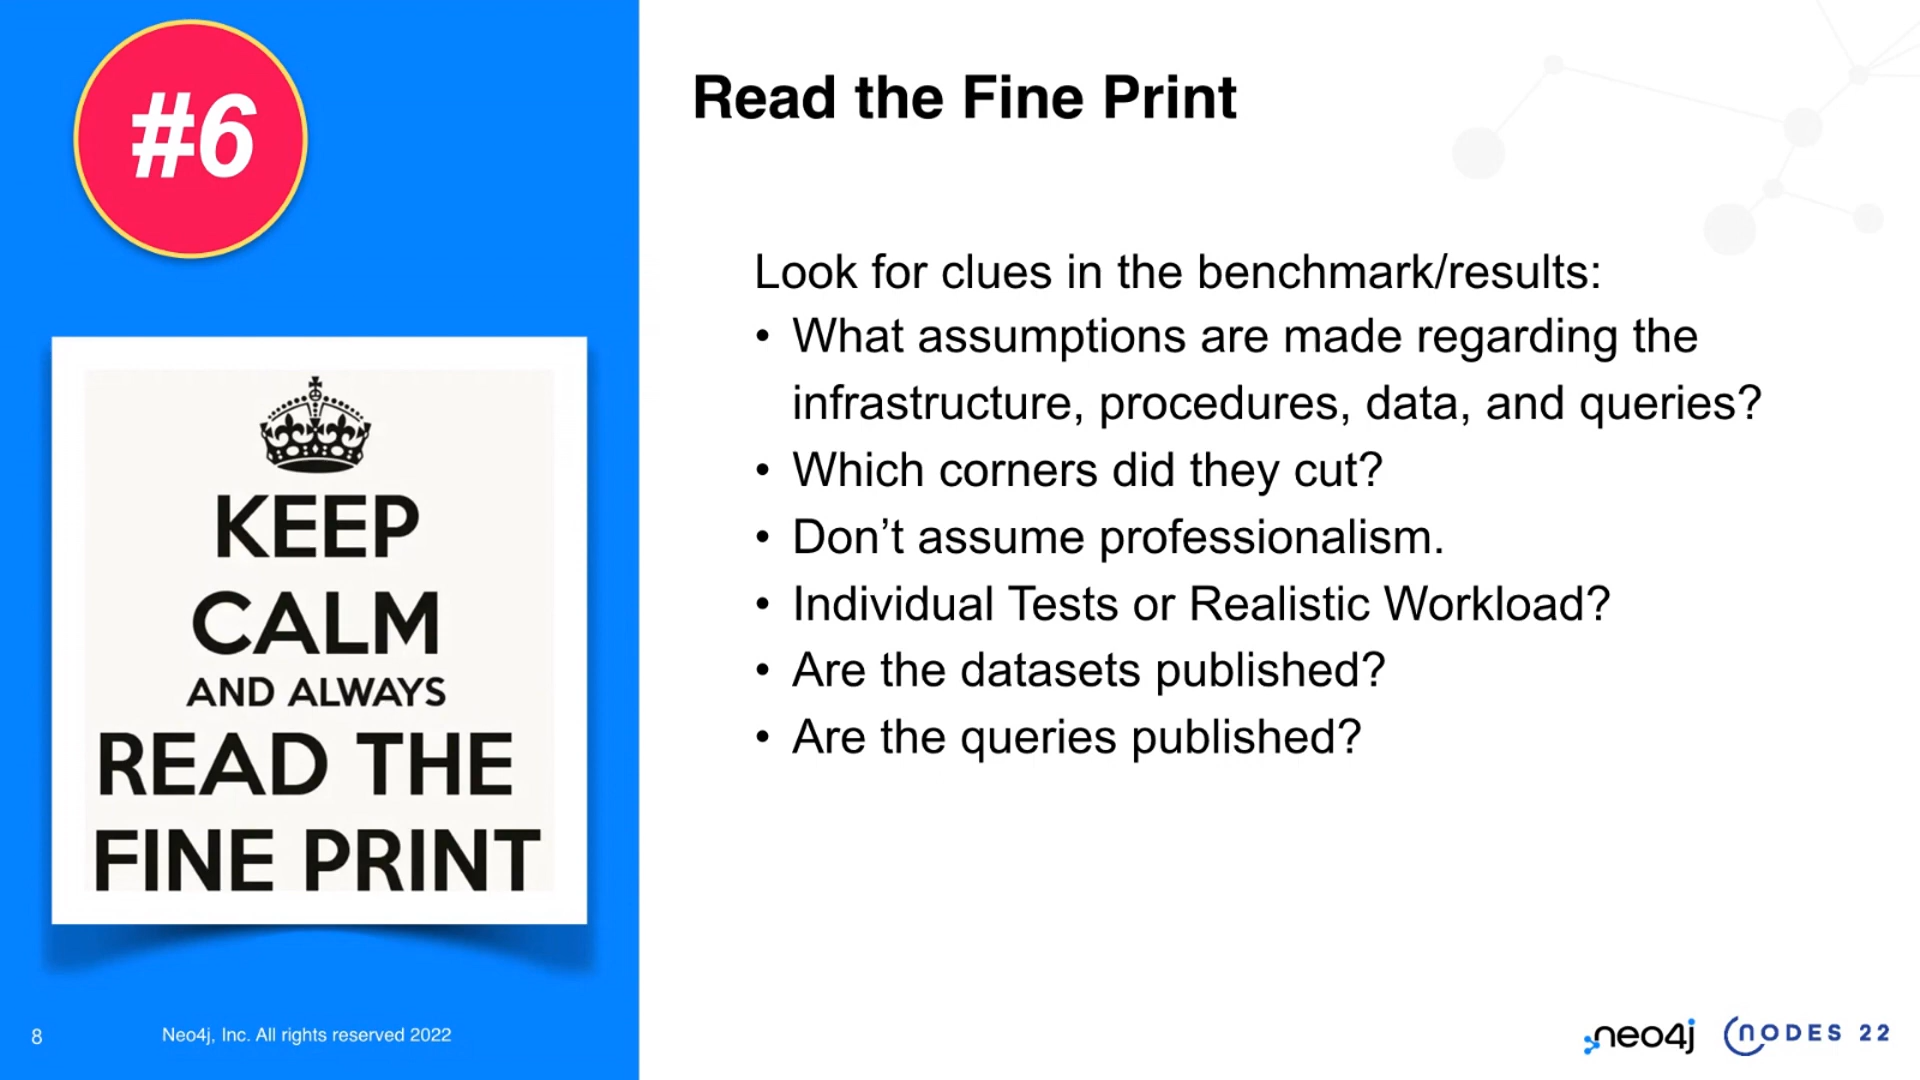 #6
KEEP
CALM
AND ALWAYS
READ THE
FINE PRINT
8
Neo4j, Inc. All rights reserved 2022
Read the Fine Print
Look for clues in the benchmark/results:
• What assumptions are made regarding the
infrastructure, procedures, data, and queries?
• Which corners did they cut?
• Don’t assume professionalism.
• Individual Tests or Realistic Workload?
• Are the datasets published?
• Are the queries published?
neo4j
NODES 22